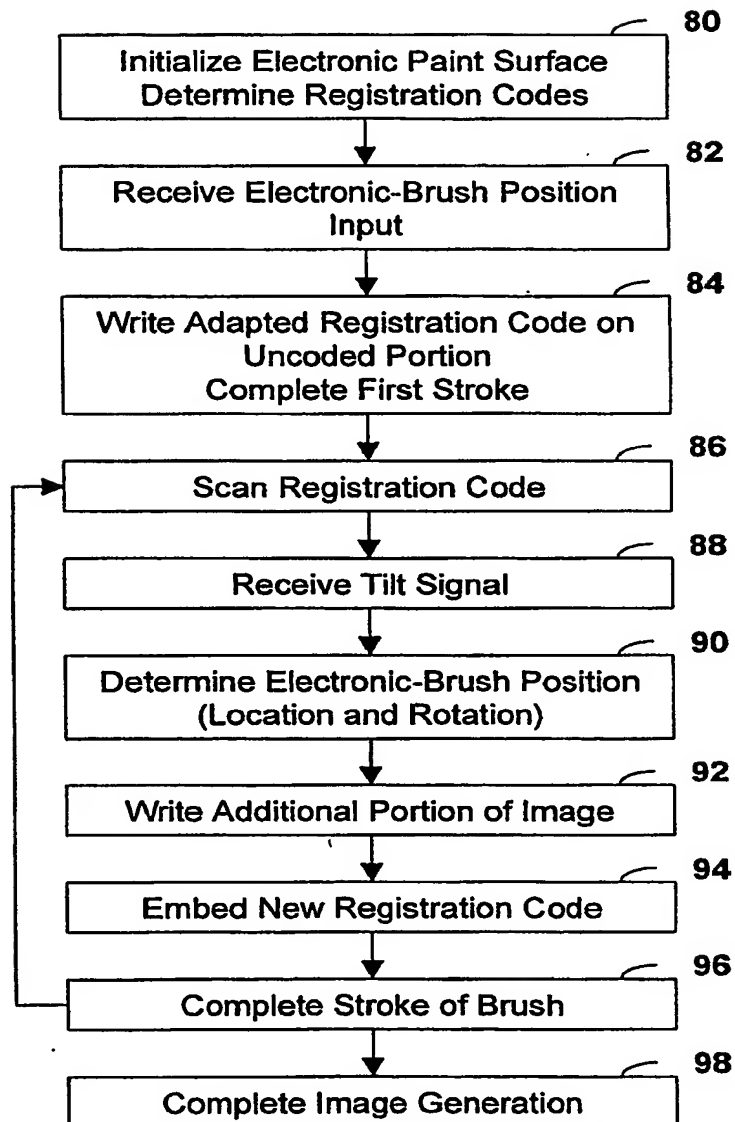 80
Initialize Electronic Paint Surface
Determine Registration Codes
82
Receive Electronic-Brush Position
Input
84
Write Adapted Registration Code on
Uncoded Portion
Complete First Stroke
86
Scan Registration Code
88
Receive Tilt Signal
90
Determine Electronic-Brush Position
(Location and Rotation)
92
Write Additional Portion of Image
94
Embed New Registration Code
96
Complete Stroke of Brush
98
Complete Image Generation